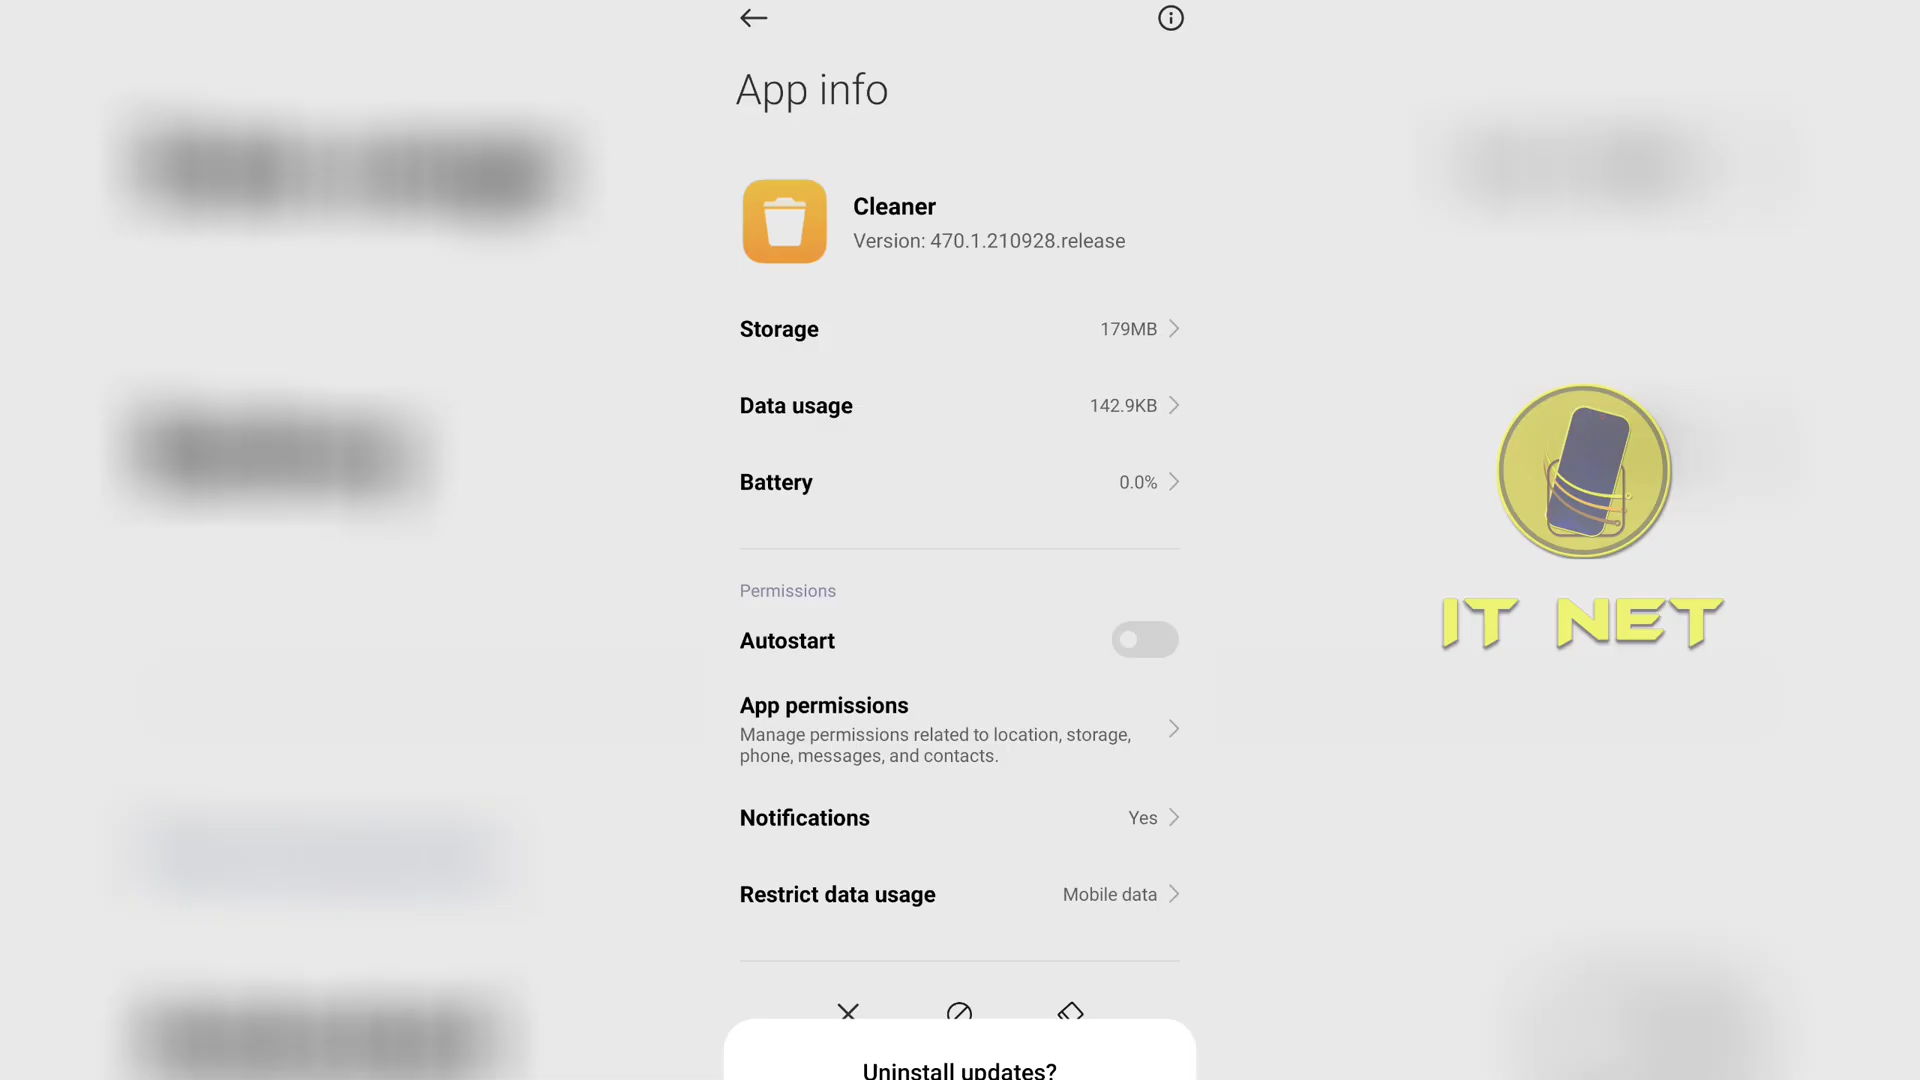 App info
Cleaner
Version: 470.1.210928.release
Storage 179MB
Data usage 142.9KB
Battery 0.0%
Permissions
Autostart
App permissions
Manage permissions related to location, storage,
phone, messages, and contacts.
Notifications Yes
Restrict data usage Mobile data
Uninstall updates?
IT NET